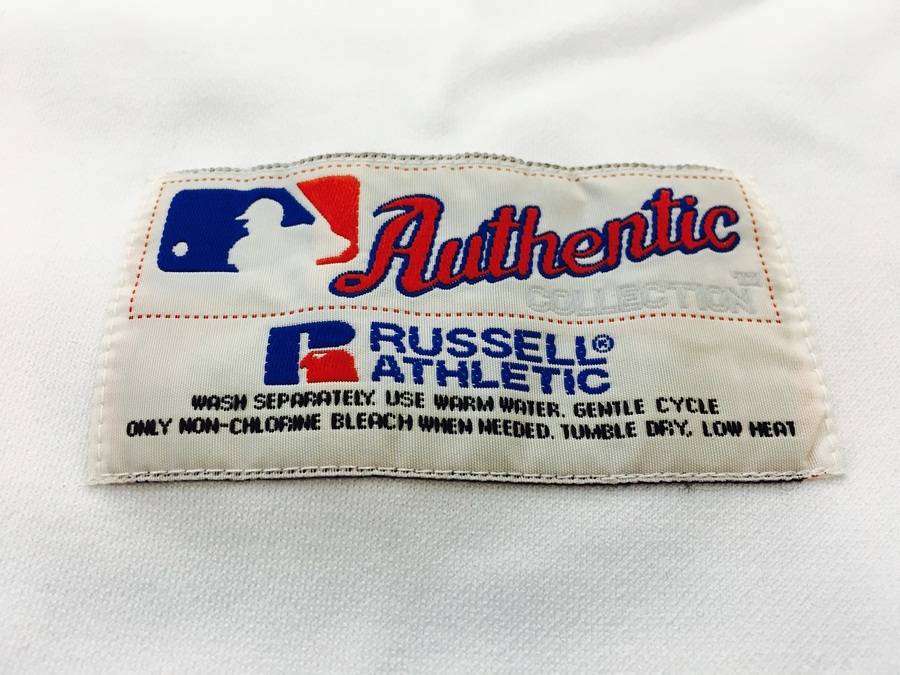 Authentic
COLLECTION™
RUSSELL®
ATHLETIC
WASH SEPARATELY. USE WARM WATER. GENTLE CYCLE
ONLY NON-CHLORINE BLEACH WHEN NEEDED. TUMBLE DRY, LOW HEAT